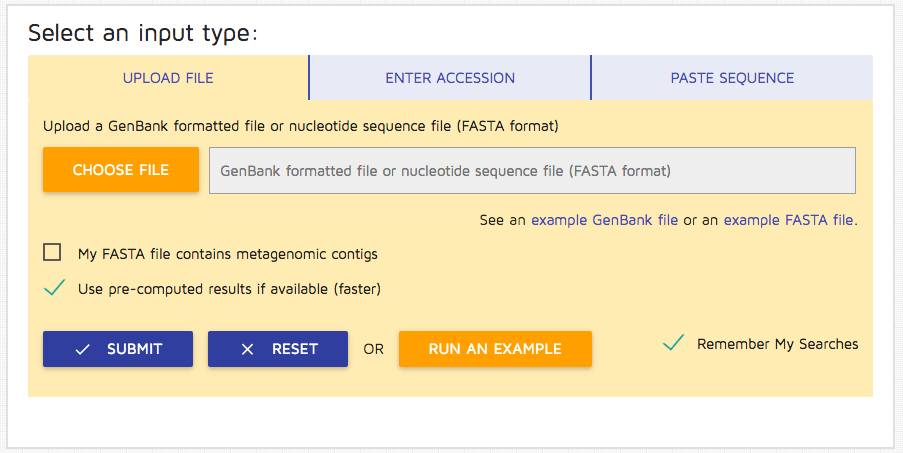 Select an input type:
UPLOAD FILE ENTER ACCESSION PASTE SEQUENCE
Upload a GenBank formatted file or nucleotide sequence file (FASTA format)
CHOOSE FILE GenBank formatted file or nucleotide sequence file (FASTA format)
See an example GenBank file or an example FASTA file.
My FASTA file contains metagenomic contigs
Use pre-computed results if available (faster)
SUBMIT RESET OR RUN AN EXAMPLE Remember My Searches